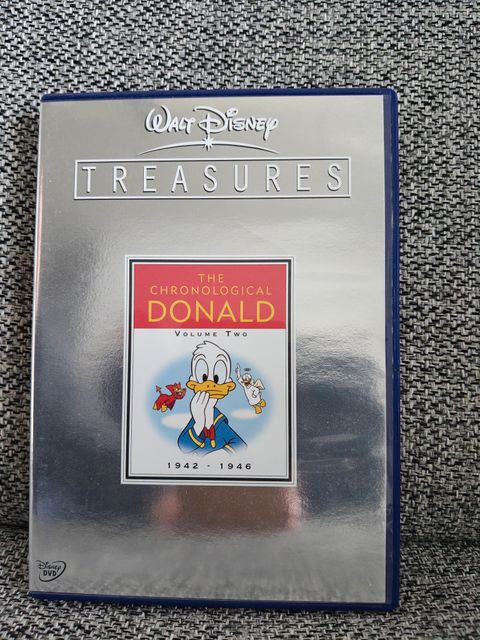 WALT DISNEY
TREASURES
THE
CHRONOLOGICAL
DONALD
VOLUME TWO
1942 - 1946
DISNEY
DVD